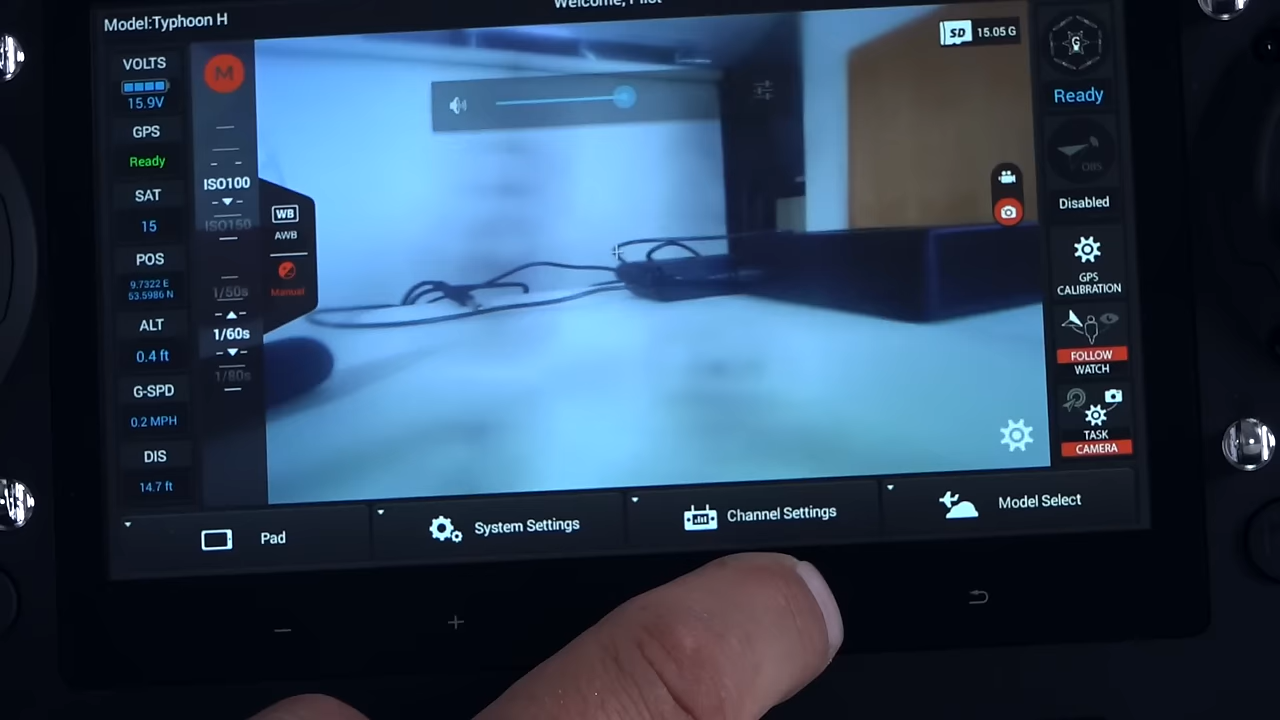 Model:Typhoon H
Welcome, Pilot
VOLTS
15.9V
GPS
Ready
SAT
15
POS
9.7322 E
53.5986 N
ALT
0.4 ft
G-SPD
0.2 MPH
DIS
14.7 ft
M
ISO100
ISO150
1/50s
1/60s
1/80s
WB
AWB
Manual
SD 15.05 G
G
Ready
OBS
Disabled
GPS
CALIBRATION
FOLLOW
WATCH
TASK
CAMERA
Pad
System Settings
Channel Settings
Model Select